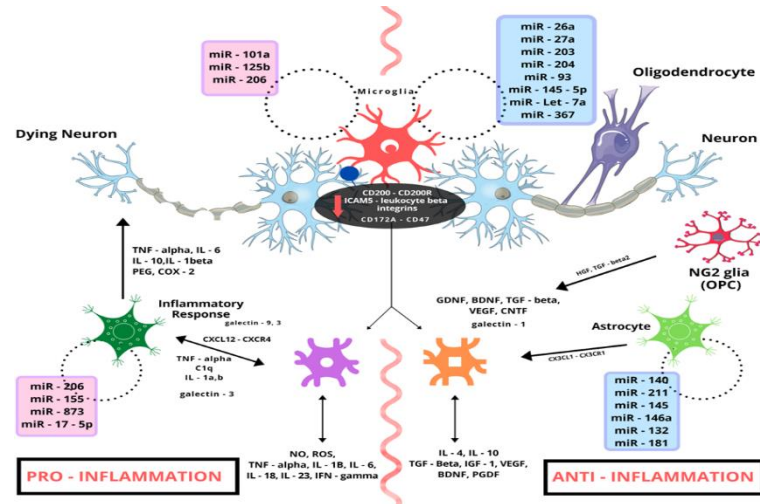 miR - 101a
miR - 125b
miR - 206
Microglia
miR - 26a
miR - 27a
miR - 203
miR - 204
miR - 93
miR - 145 - 5p
miR - Let - 7a
miR - 367
Oligodendrocyte
Dying Neuron
Neuron
CD200 - CD200R
ICAM5 - leukocyte beta
integrins
CD172A - CD47
TNF - alpha, IL - 6
IL - 10,IL - 1beta
PEG, COX - 2
HGF, TGF - beta2
NG2 glia
(OPC)
GDNF, BDNF, TGF - beta,
VEGF, CNTF
galectin - 1
Inflammatory
Response
galectin - 9, 3
CXCL12 - CXCR4
TNF - alpha
C1q
IL - 1a,b
galectin - 3
Astrocyte
CX3CL1 - CX3CR1
miR - 206
miR - 155
miR - 873
miR - 17 - 5p
miR - 140
miR - 211
miR - 145
miR - 146a
miR - 132
miR - 181
NO, ROS,
TNF - alpha, IL - 1B, IL - 6,
IL - 18, IL - 23, IFN - gamma
IL - 4, IL - 10
TGF - Beta, IGF - 1, VEGF,
BDNF, PGDF
PRO - INFLAMMATION
ANTI - INFLAMMATION